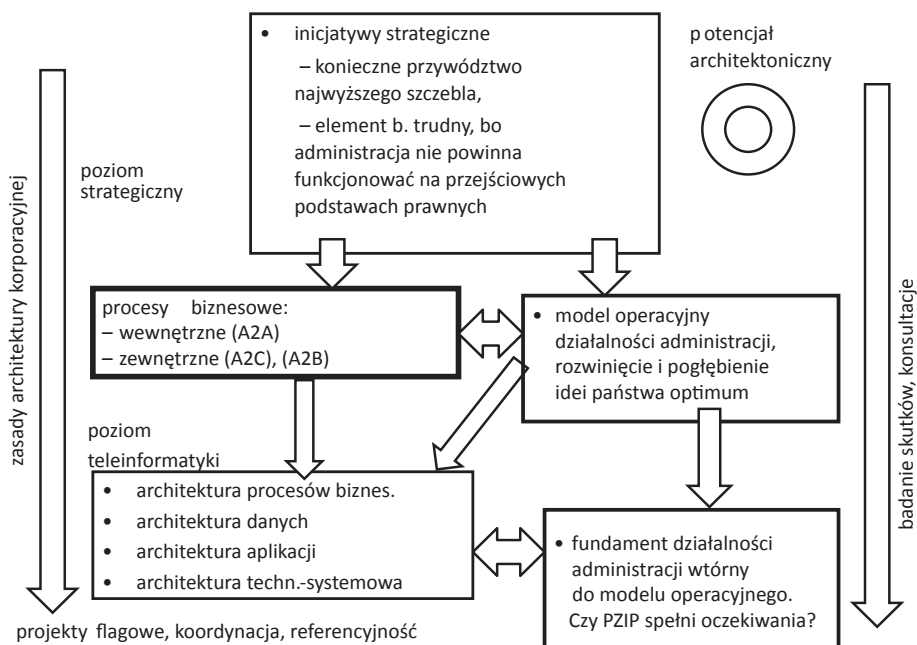 • inicjatywy strategiczne
– konieczne przywództwo
najwyższego szczebla,
– element b. trudny, bo
administracja nie powinna
funkcjonować na przejściowych
podstawach prawnych
p otencjał
architektoniczny
zasady architektury korporacyjnej
poziom
strategiczny
procesy biznesowe:
– wewnętrzne (A2A)
– zewnętrzne (A2C), (A2B)
• model operacyjny
działalności administracji,
rozwinięcie i pogłębienie
idei państwa optimum
badanie skutków, konsultacje
poziom
teleinformatyki
• architektura procesów biznes.
• architektura danych
• architektura aplikacji
• architektura techn.-systemowa
• fundament działalności
administracji wtórny
do modelu operacyjnego.
Czy PZIP spełni oczekiwania?
projekty flagowe, koordynacja, referencyjność